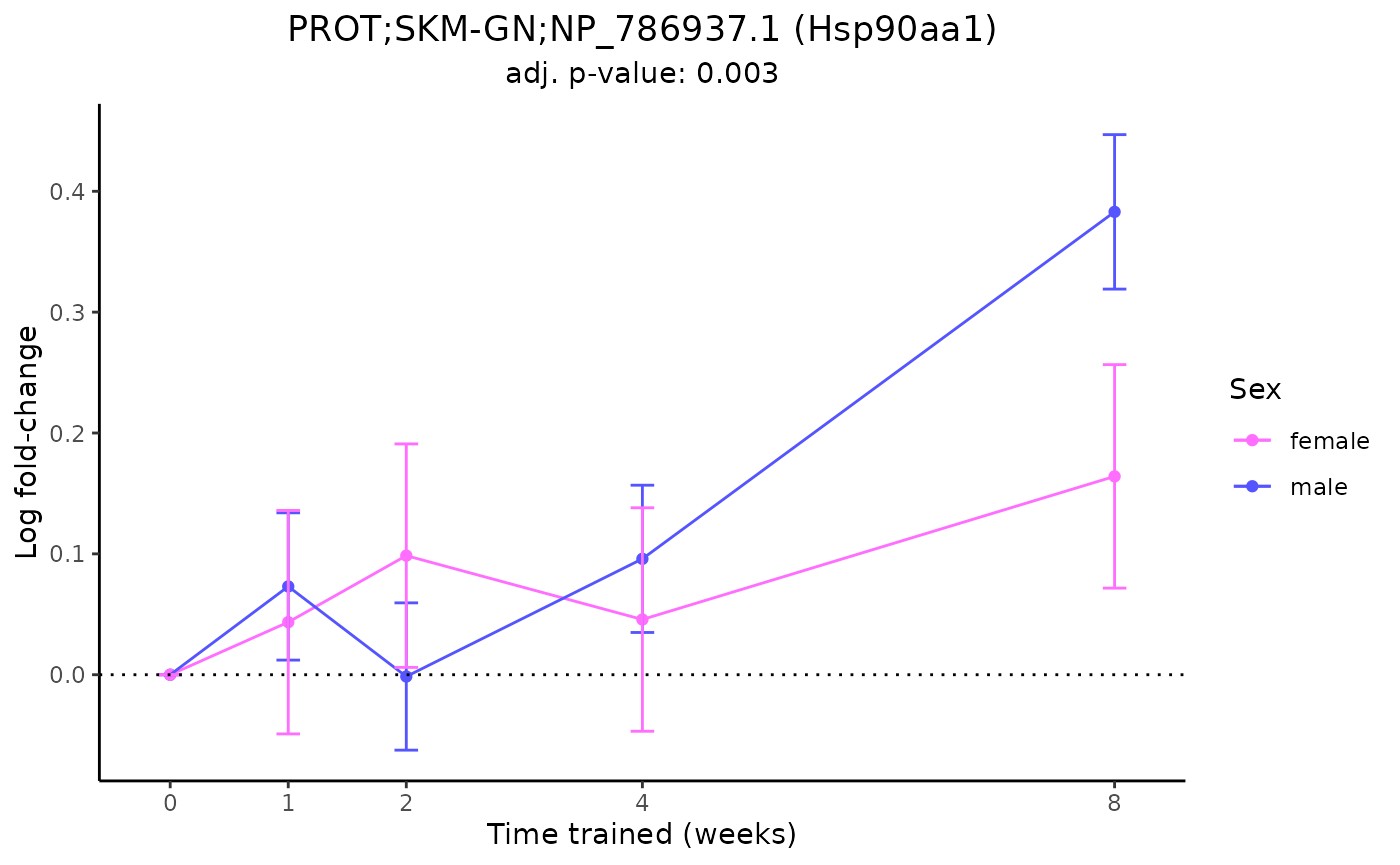 PROT;SKM-GN;NP_786937.1 (Hsp90aa1)
adj. p-value: 0.003
Log fold-change
0.4
0.3
0.2
0.1
0.0
0 1 2 4 8
Time trained (weeks)
Sex
female
male